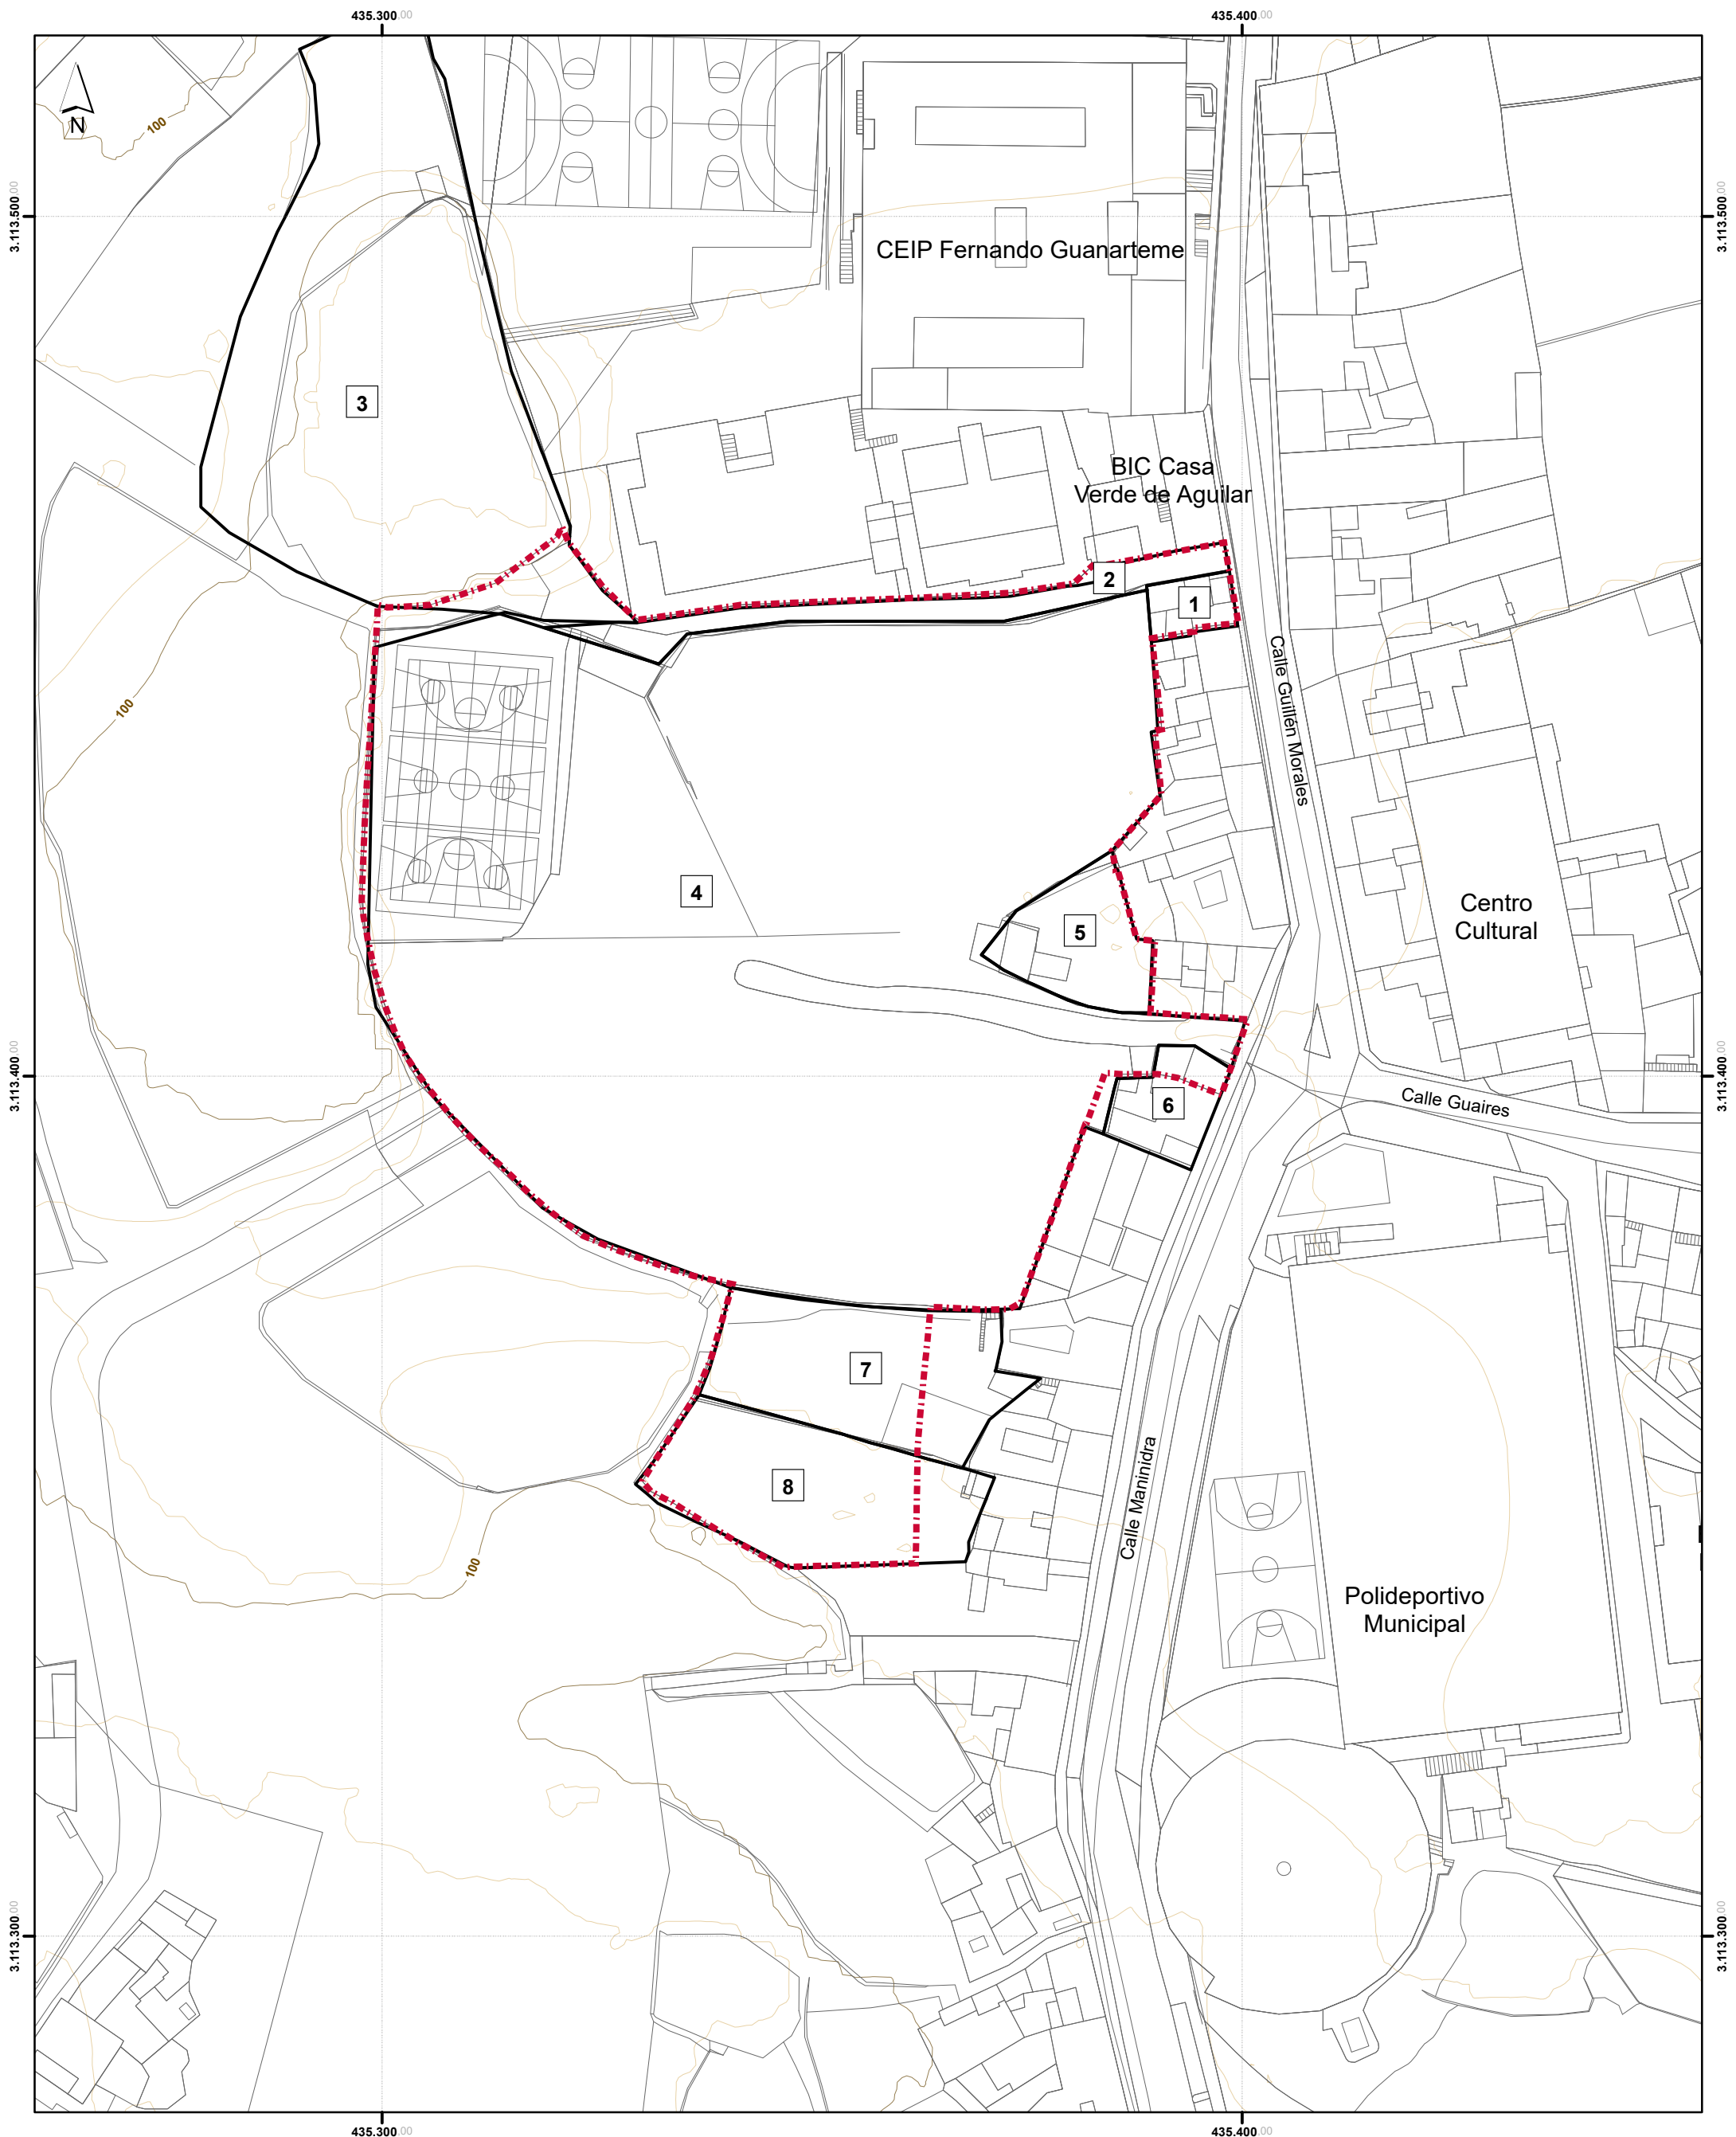 435.300,00
435.400,00
N
100
3.113.500,00
3.113.500,00
CEIP Fernando Guanarteme
3
BIC Casa
Verde de Aguilar
2
1
Calle Guillén Morales
100
4
5
Centro
Cultural
3.113.400,00
3.113.400,00
6
Calle Guaires
7
8
Calle Maninidra
100
Polideportivo
Municipal
3.113.300,00
3.113.300,00
435.300,00
435.400,00